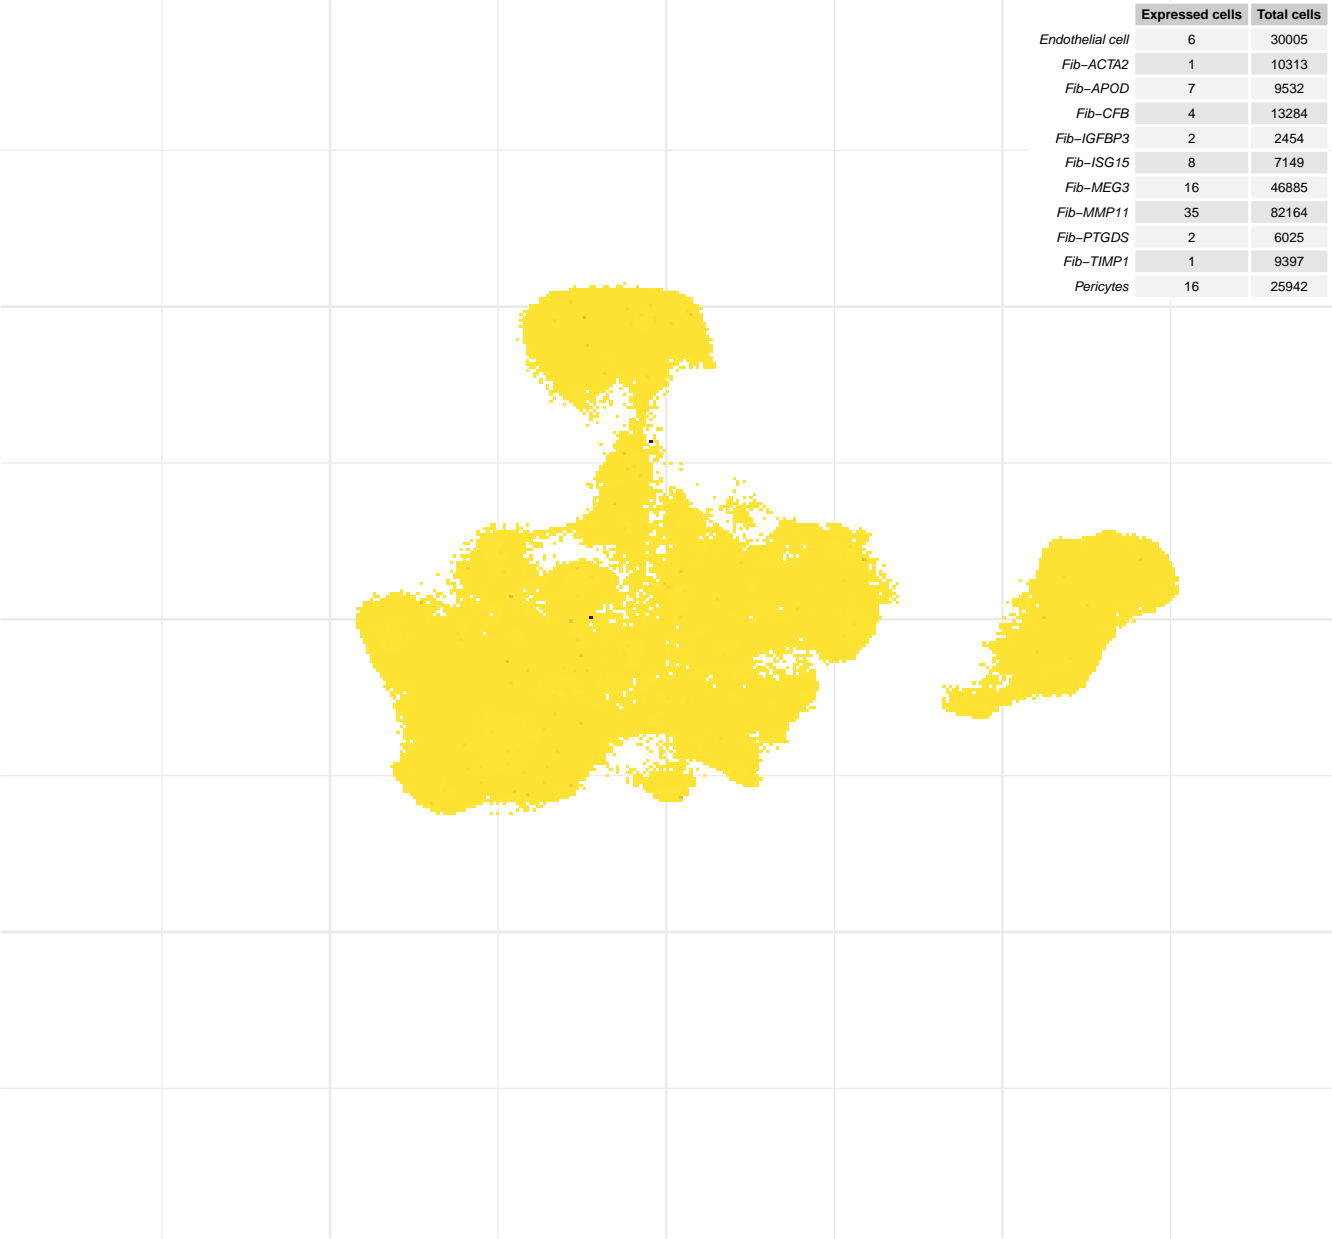 Expressed cells Total cells
Endothelial cell 6 30005
Fib−ACTA2 1 10313
Fib−APOD 7 9532
Fib−CFB 4 13284
Fib−IGFBP3 2 2454
Fib−ISG15 8 7149
Fib−MEG3 16 46885
Fib−MMP11 35 82164
Fib−PTGDS 2 6025
Fib−TIMP1 1 9397
Pericytes 16 25942